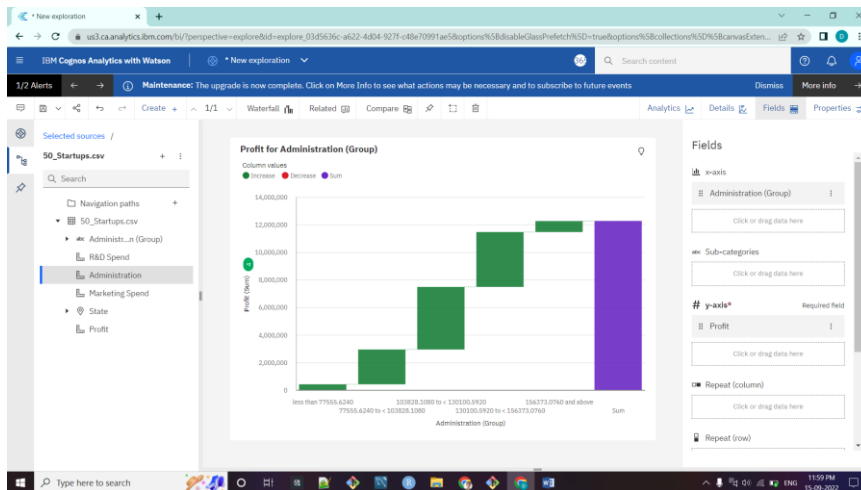 * New exploration
us3.ca.analytics.ibm.com/bi/?perspective=explore&id=explore_03d5636c-a622-4d04-927f-c48e70991ae5&options%5BdisableGlassPrefetch%5D=true&options%5Bcollections%5D%5BcanvasExten...
IBM Cognos Analytics with Watson
* New exploration
Search content
1/2 Alerts
Maintenance: The upgrade is now complete. Click on More Info to see what actions may be necessary and to subscribe to future events
Dismiss
More info
Create +
1/1
Waterfall
Related
Compare
Analytics
Details
Fields
Properties
Selected sources /
50_Startups.csv
Search
Navigation paths
50_Startups.csv
abc Administr...n (Group)
R&D Spend
Administration
Marketing Spend
State
Profit
Profit for Administration (Group)
Column values
Increase
Decrease
Sum
14,000,000
12,000,000
10,000,000
8,000,000
6,000,000
4,000,000
2,000,000
0
Profit (Sum)
less than 77555.6240
77555.6240 to < 103828.1080
103828.1080 to < 130100.5920
130100.5920 to < 156373.0760
156373.0760 and above
Sum
Administration (Group)
Fields
x-axis
Administration (Group)
Click or drag data here
abc Sub-categories
Click or drag data here
# y-axis*
Required field
Profit
Click or drag data here
Repeat (column)
Click or drag data here
Repeat (row)
Type here to search
ENG
11:59 PM
15-09-2022